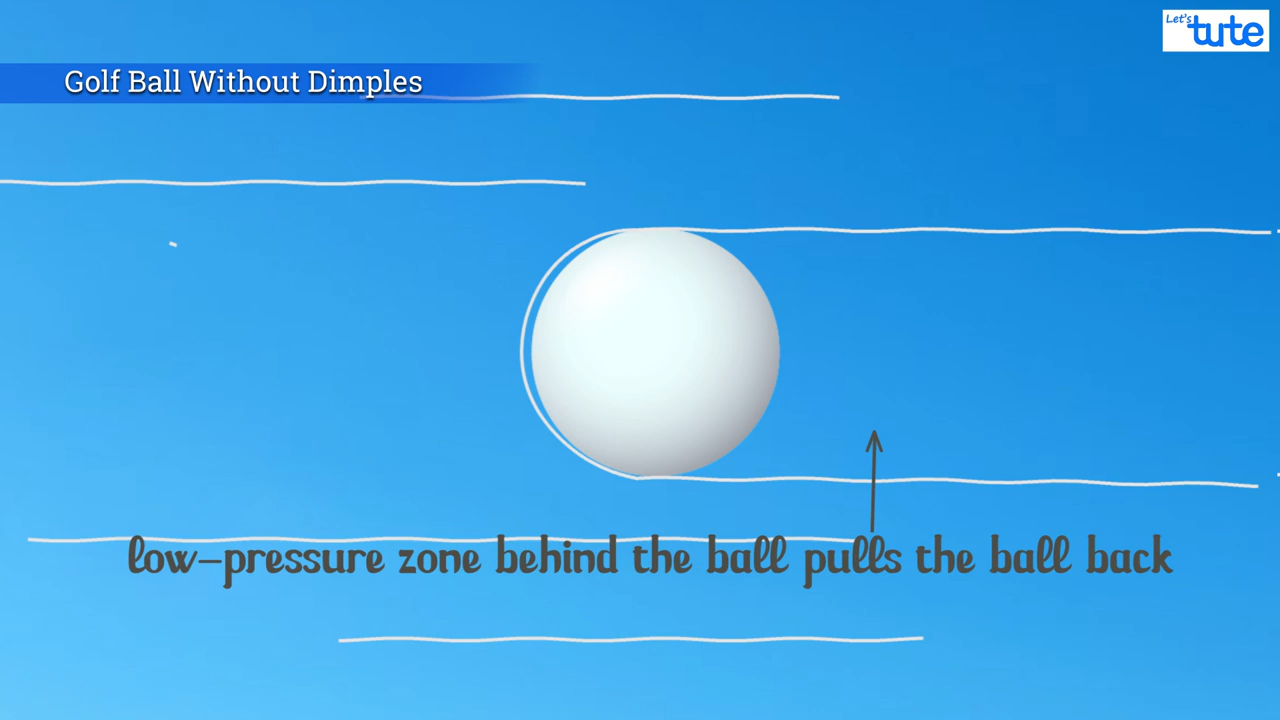 Let's
tute
Golf Ball Without Dimples
low-pressure zone behind the ball pulls the ball back